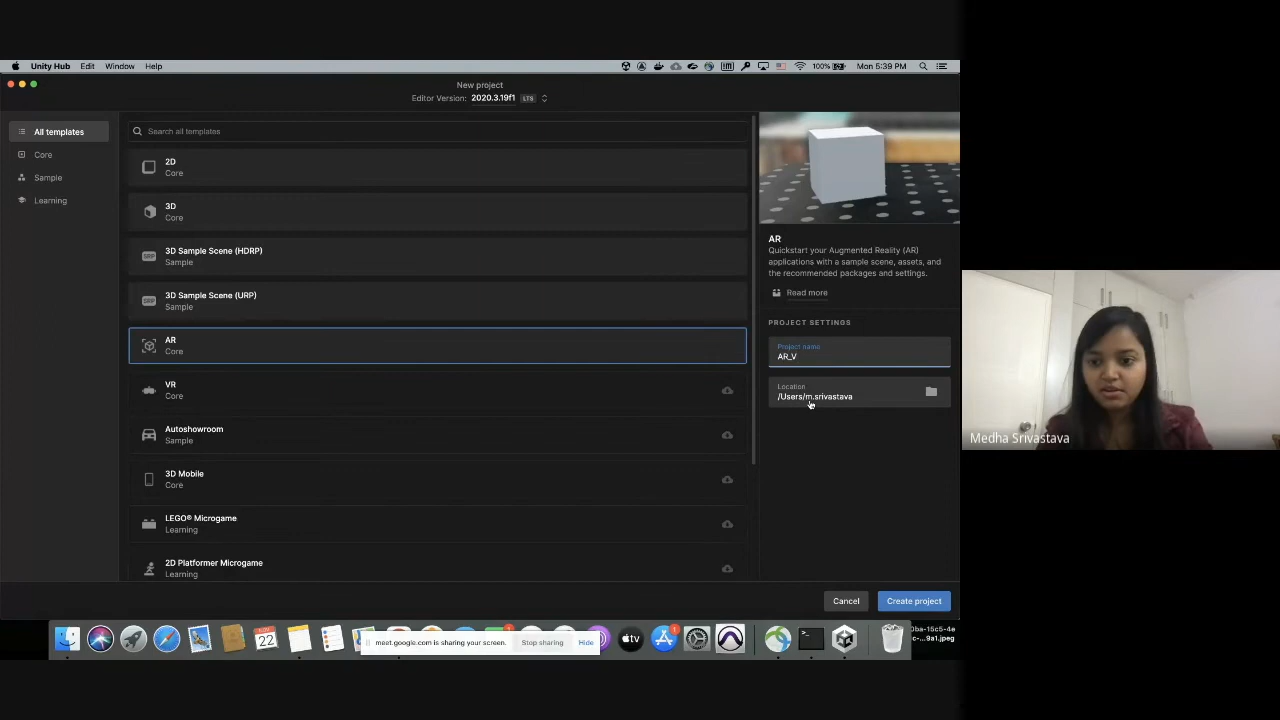 Unity Hub Edit Window Help
100% Mon 5:39 PM
New project
Editor Version: 2020.3.19f1 LTS
All templates
Core
Sample
Learning
Search all templates
2D
Core
3D
Core
3D Sample Scene (HDRP)
Sample
3D Sample Scene (URP)
Sample
AR
Core
VR
Core
Autoshowroom
Sample
3D Mobile
Core
LEGO® Microgame
Learning
2D Platformer Microgame
Learning
AR
Quickstart your Augmented Reality (AR)
applications with a sample scene, assets, and
the recommended packages and settings.
Read more
PROJECT SETTINGS
Project name
AR_V
Location
/Users/m.srivastava
Cancel Create project
Medha Srivastava
22
meet.google.com is sharing your screen. Stop sharing Hide
tv
0ba-15c5-4e